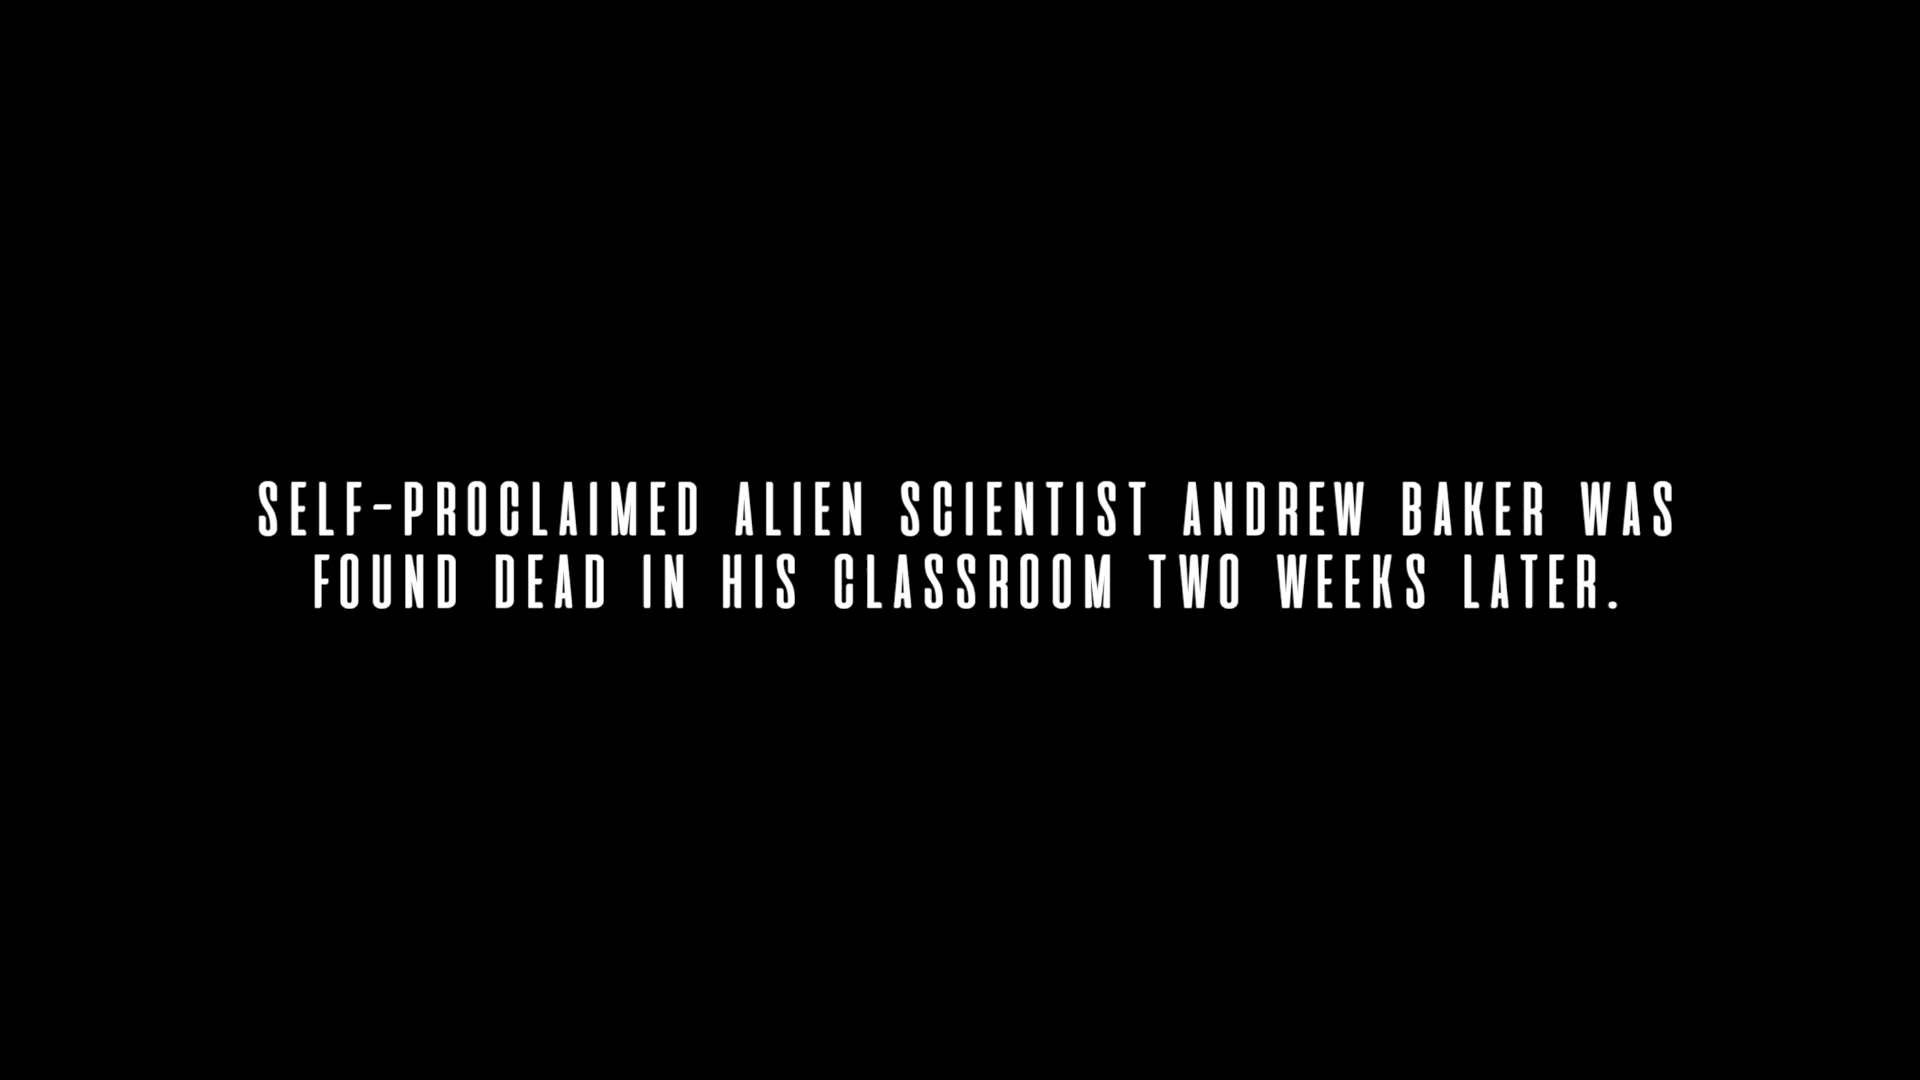 SELF-PROCLAIMED ALIEN SCIENTIST ANDREW BAKER WAS
FOUND DEAD IN HIS CLASSROOM TWO WEEKS LATER.